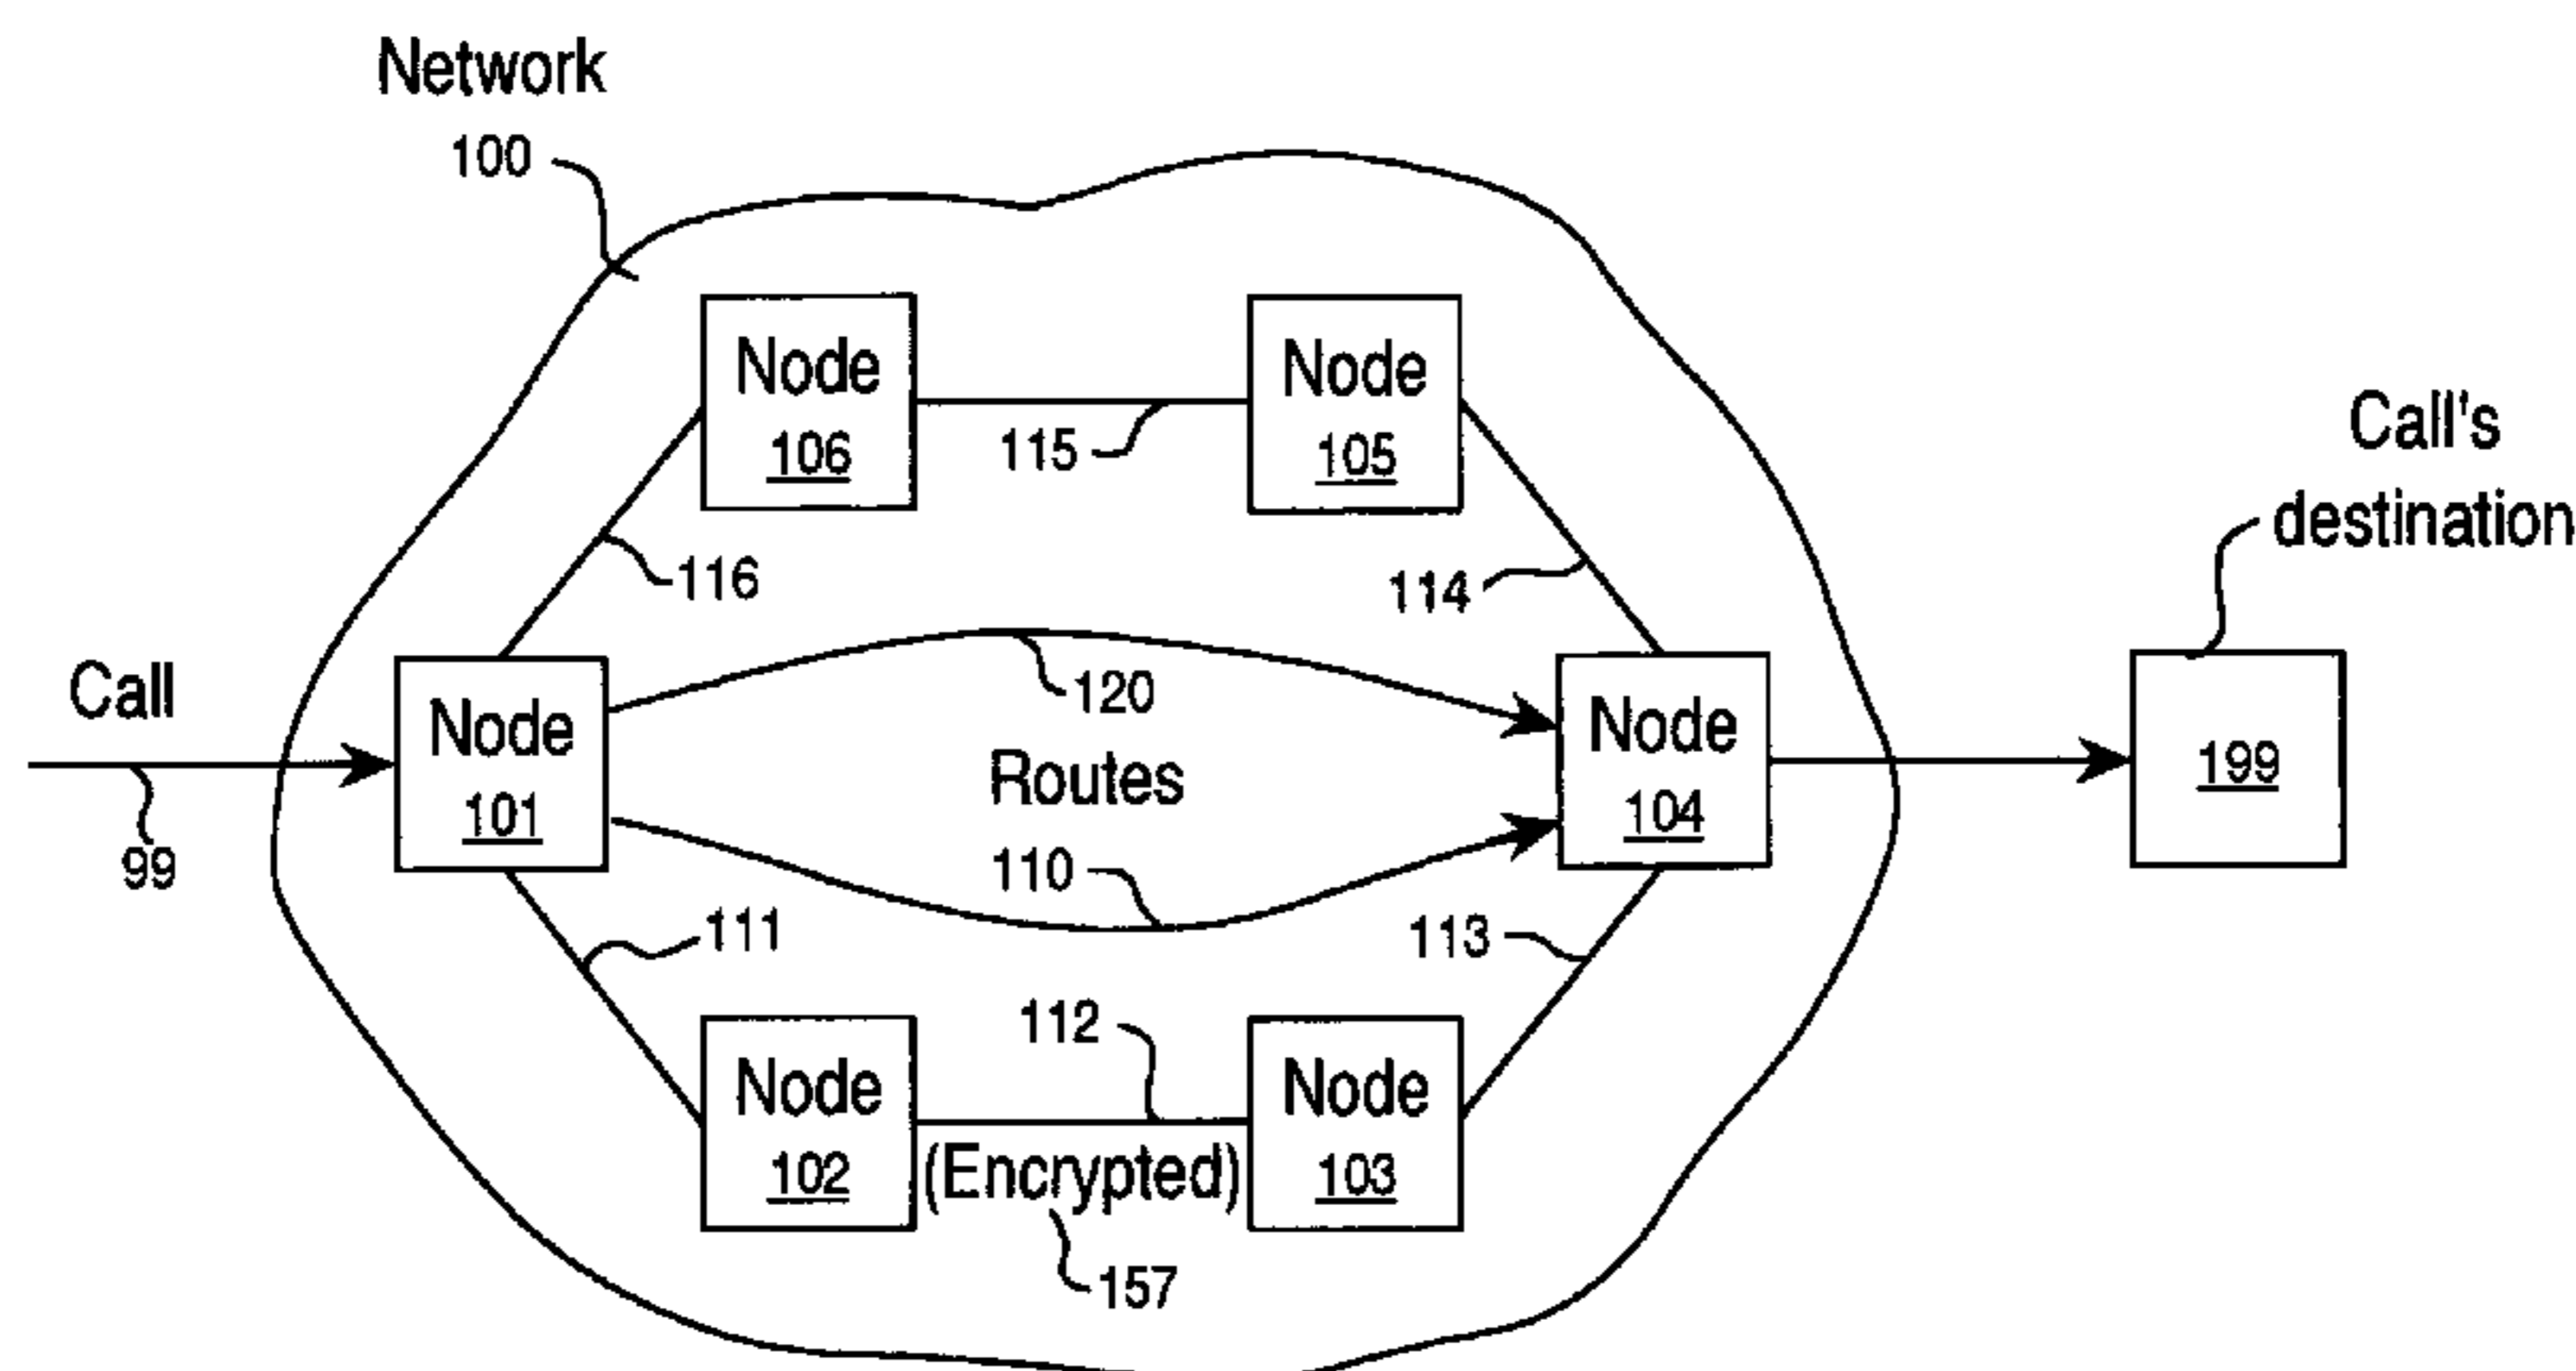 Network
100
Node
106
115
Node
105
116
114
Call's
destination
199
Call
99
Node
101
120
Routes
110
Node
104
111
113
112
Node
102
(Encrypted)
157
Node
103